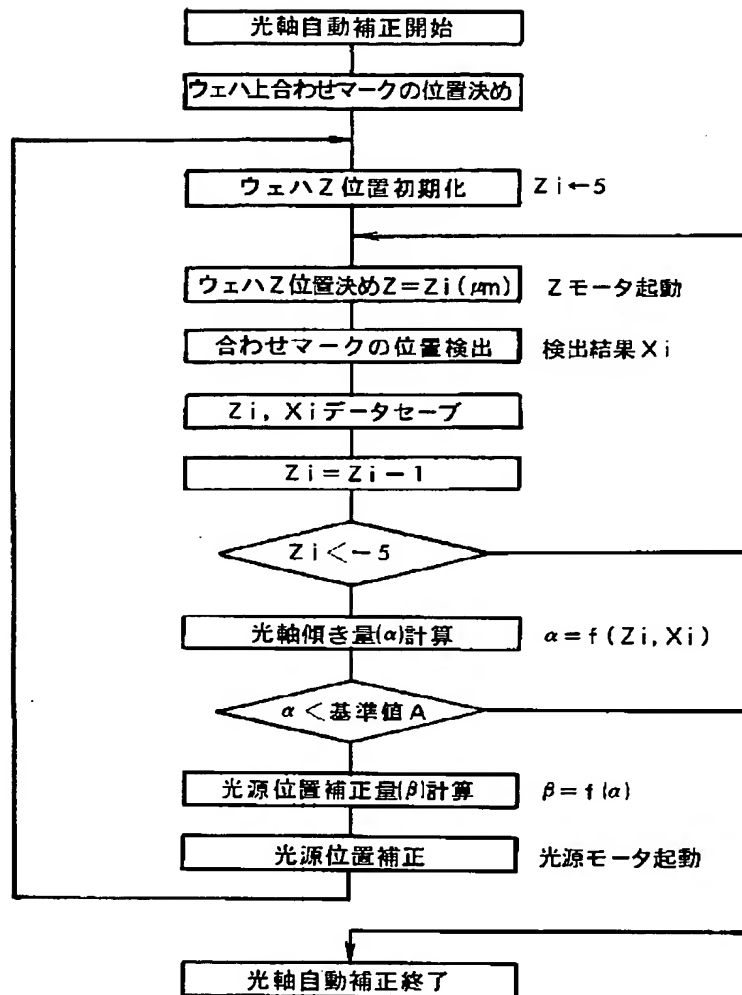 光軸自動補正開始
ウェハ上合わせマークの位置決め
ウェハZ位置初期化 Zi←5
ウェハZ位置決めZ=Zi(μm) Zモータ起動
合わせマークの位置検出 検出結果Xi
Zi,Xiデータセーブ
Zi=Zi-1
Zi<-5
光軸傾き量(α)計算 α=f(Zi,Xi)
α<基準値A
光源位置補正量(β)計算 β=f(α)
光源位置補正 光源モータ起動
光軸自動補正終了